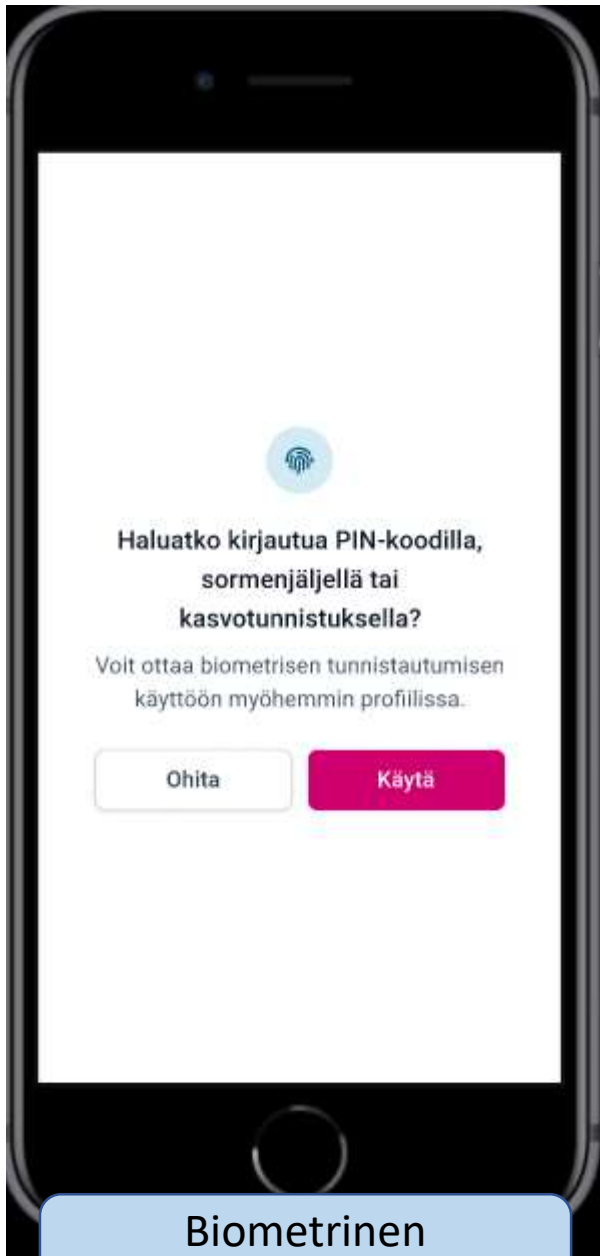 Haluatko kirjautua PIN-koodilla,
sormenjäljellä tai
kasvotunnistuksella?
Voit ottaa biometrisen tunnistautumisen
käyttöön myöhemmin profiilissa.
Ohita
Käytä
Biometrinen